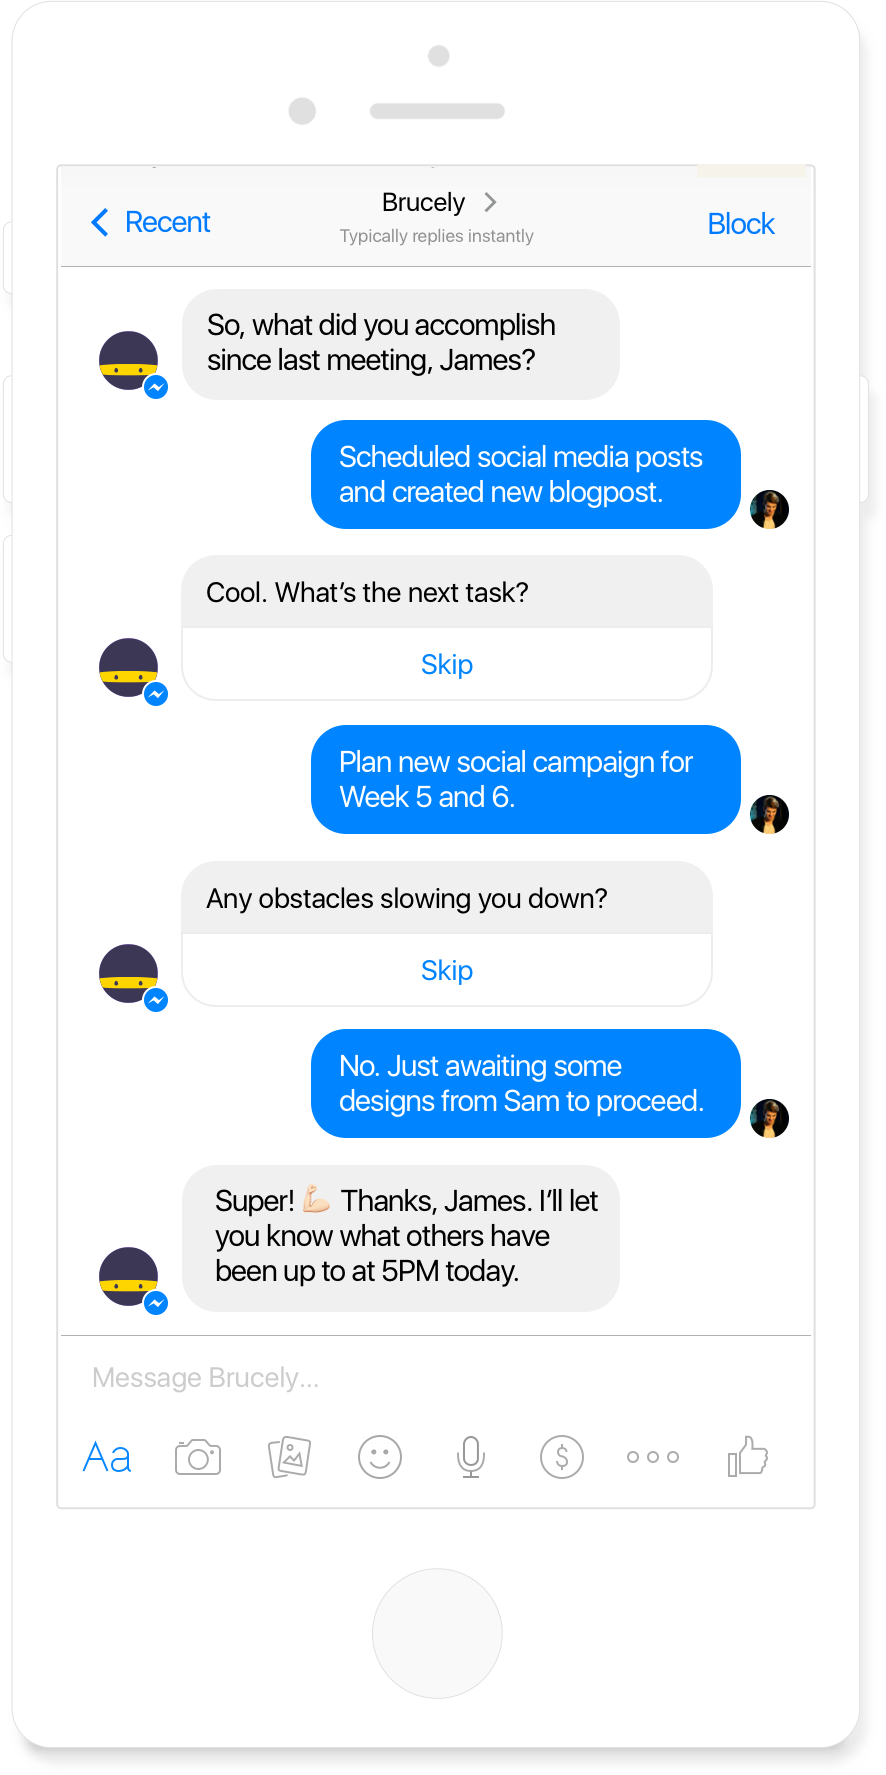 Recent
Brucely
Typically replies instantly
Block
So, what did you accomplish
since last meeting, James?
Scheduled social media posts
and created new blogpost.
Cool. What’s the next task?
Skip
Plan new social campaign for
Week 5 and 6.
Any obstacles slowing you down?
Skip
No. Just awaiting some
designs from Sam to proceed.
Super! 💪🏻 Thanks, James. I’ll let
you know what others have
been up to at 5PM today.
Message Brucely...
Aa
$